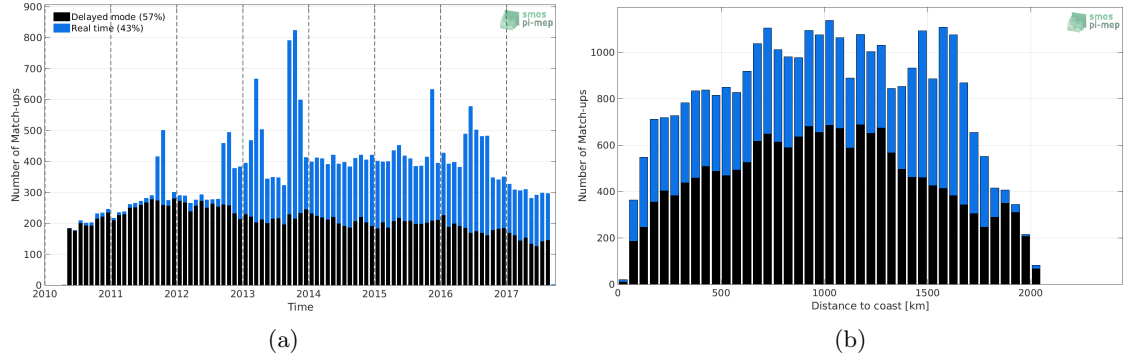 Delayed mode (57%)
Real time (43%)
smos
pi-mep
Number of Match-ups
900
800
700
600
500
400
300
200
100
0
2010 2011 2012 2013 2014 2015 2016 2017
Time
(a)
smos
pi-mep
Number of Match-ups
1000
800
600
400
200
0
0 500 1000 1500 2000
Distance to coast [km]
(b)